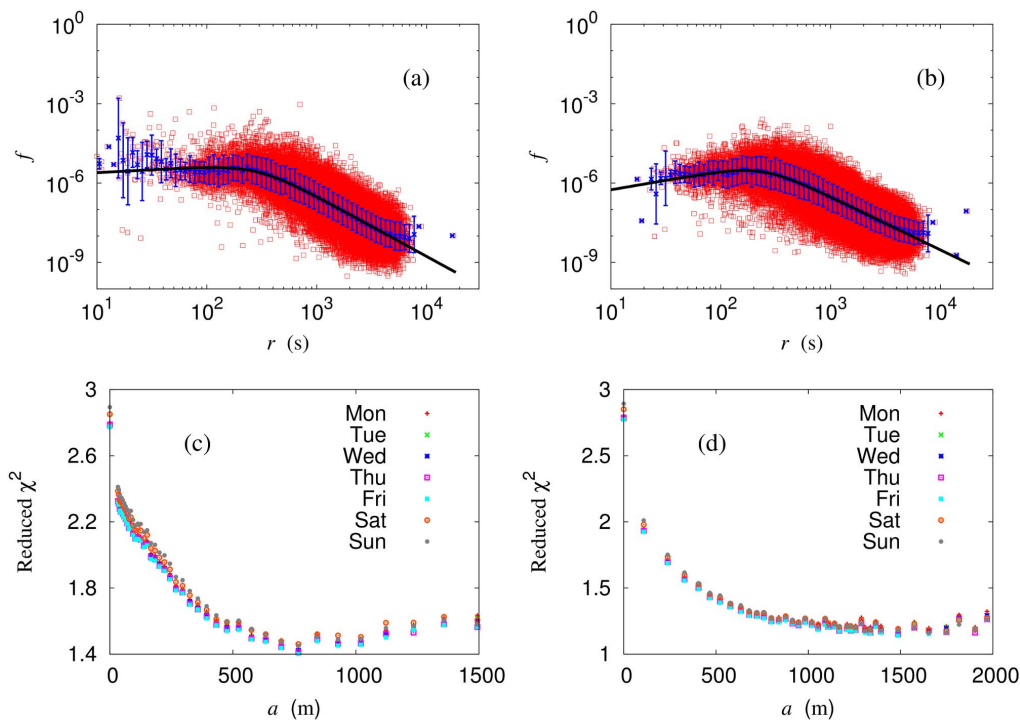 10^0
10^-3
10^-6
10^-9
f
(a)
10^1 10^2 10^3 10^4
r (s)
10^0
10^-3
10^-6
10^-9
f
(b)
10^1 10^2 10^3 10^4
r (s)
3
2.6
2.2
1.8
1.4
Reduced χ^2
(c)
Mon
Tue
Wed
Thu
Fri
Sat
Sun
0 500 1000 1500
a (m)
3
2.5
2
1.5
1
Reduced χ^2
(d)
Mon
Tue
Wed
Thu
Fri
Sat
Sun
0 500 1000 1500 2000
a (m)